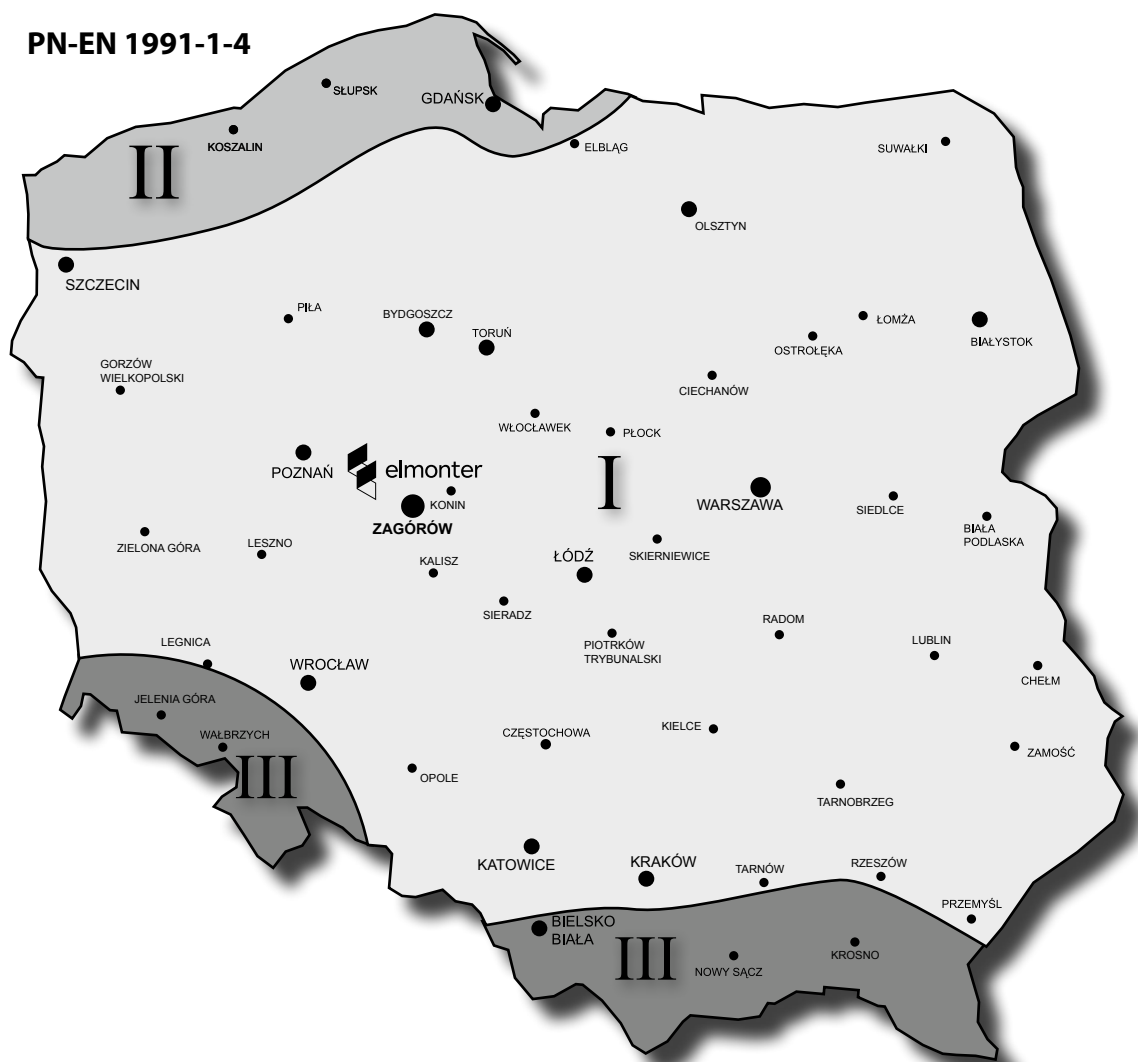 PN-EN 1991-1-4
SŁUPSK
GDAŃSK
KOSZALIN
II
ELBLĄG
SUWAŁKI
OLSZTYN
SZCZECIN
PIŁA
BYDGOSZCZ
TORUŃ
ŁOMŻA
OSTROŁĘKA
BIAŁYSTOK
GORZÓW
WIELKOPOLSKI
CIECHANÓW
WŁOCŁAWEK
PŁOCK
POZNAŃ
elmonter
I
KONIN
ZAGÓRÓW
WARSZAWA
SIEDLCE
BIAŁA
PODLASKA
ZIELONA GÓRA
LESZNO
KALISZ
ŁÓDŹ
SKIERNIEWICE
SIERADZ
RADOM
PIOTRKÓW
TRYBUNALSKI
LUBLIN
LEGNICA
WROCŁAW
CHEŁM
JELENIA GÓRA
WAŁBRZYCH
III
CZĘSTOCHOWA
KIELCE
ZAMOŚĆ
OPOLE
TARNOBRZEG
KATOWICE
KRAKÓW
TARNÓW
RZESZÓW
PRZEMYŚL
BIELSKO
BIAŁA
III
NOWY SĄCZ
KROSNO